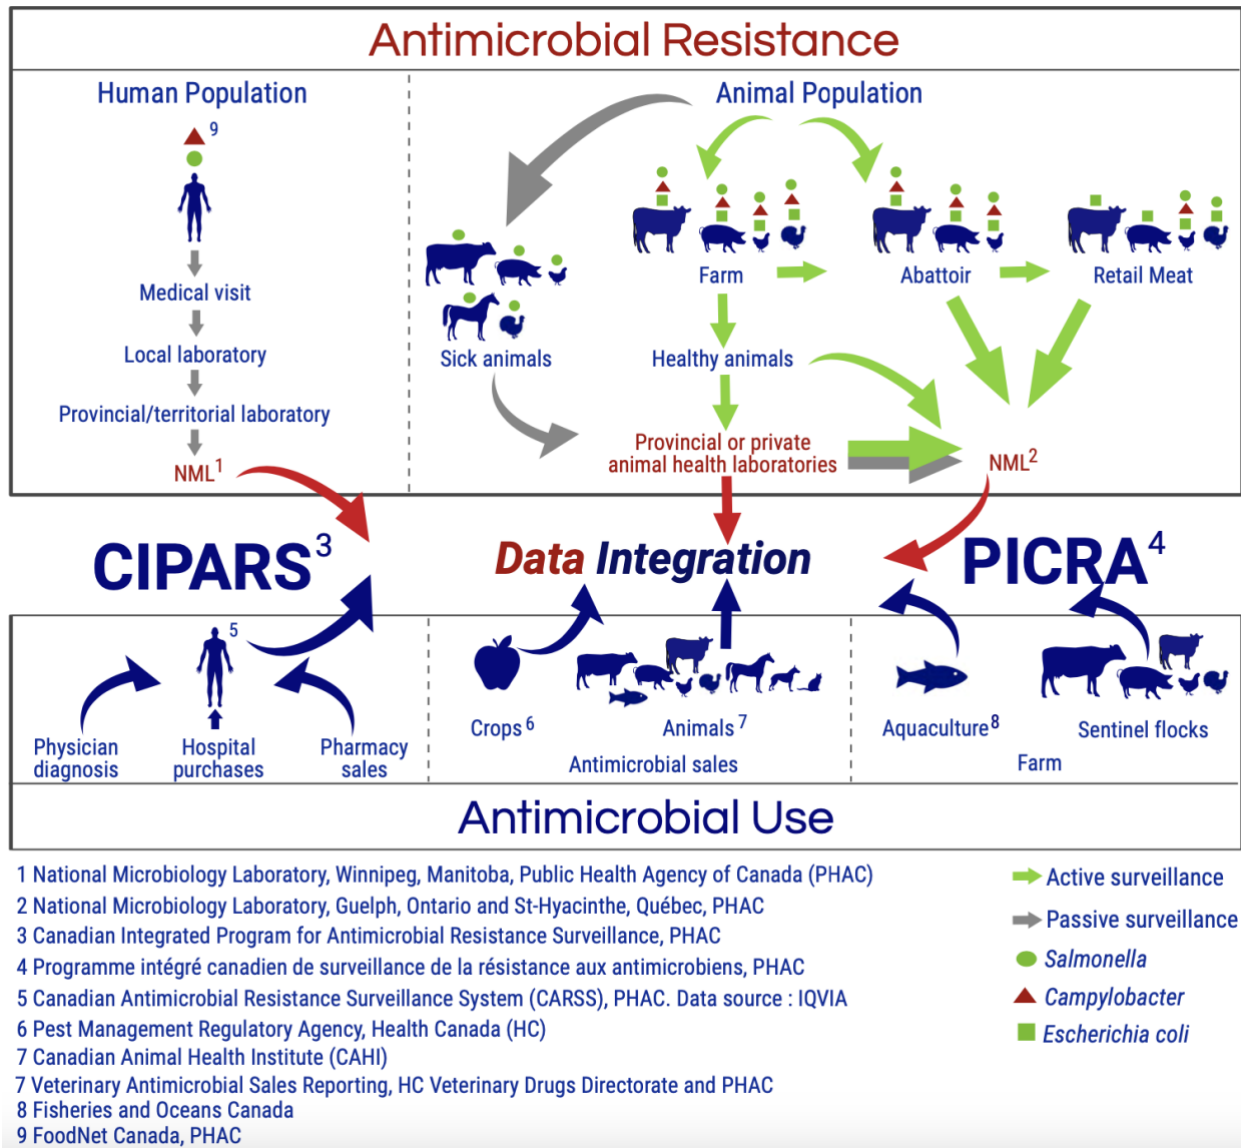 Antimicrobial Resistance
Human Population
9
Medical visit
Local laboratory
Provincial/territorial laboratory
NML1
Animal Population
Sick animals
Farm
Abattoir
Retail Meat
Healthy animals
Provincial or private
animal health laboratories
NML2
CIPARS3
Data Integration
PICRA4
5
Physician
diagnosis
Hospital
purchases
Pharmacy
sales
Crops 6
Animals 7
Antimicrobial sales
Aquaculture8
Sentinel flocks
Farm
Antimicrobial Use
1 National Microbiology Laboratory, Winnipeg, Manitoba, Public Health Agency of Canada (PHAC)
2 National Microbiology Laboratory, Guelph, Ontario and St-Hyacinthe, Québec, PHAC
3 Canadian Integrated Program for Antimicrobial Resistance Surveillance, PHAC
4 Programme intégré canadien de surveillance de la résistance aux antimicrobiens, PHAC
5 Canadian Antimicrobial Resistance Surveillance System (CARSS), PHAC. Data source : IQVIA
6 Pest Management Regulatory Agency, Health Canada (HC)
7 Canadian Animal Health Institute (CAHI)
7 Veterinary Antimicrobial Sales Reporting, HC Veterinary Drugs Directorate and PHAC
8 Fisheries and Oceans Canada
9 FoodNet Canada, PHAC
Active surveillance
Passive surveillance
Salmonella
Campylobacter
Escherichia coli